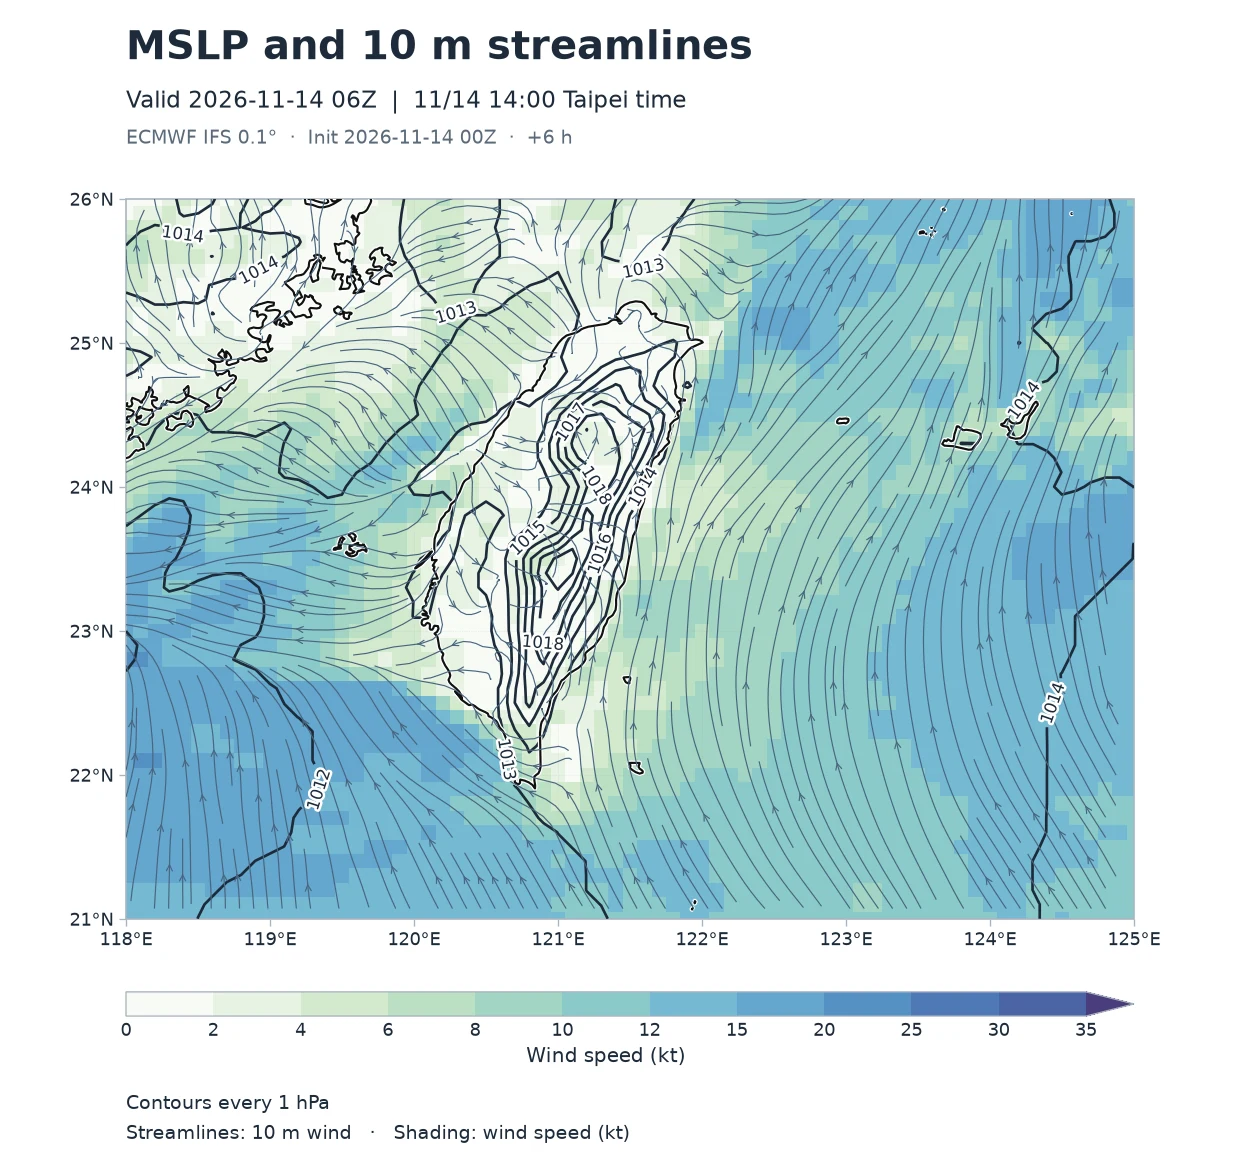 MSLP and 10 m streamlines
Valid 2026-11-14 06Z | 11/14 14:00 Taipei time
ECMWF IFS 0.1° · Init 2026-11-14 00Z · +6 h
26°N
25°N
24°N
23°N
22°N
21°N
1014
1014
1013
1013
1017
1014
1018
1014
1015
1016
1018
1014
1013
1012
118°E 119°E 120°E 121°E 122°E 123°E 124°E 125°E
0 2 4 6 8 10 12 15 20 25 30 35
Wind speed (kt)
Contours every 1 hPa
Streamlines: 10 m wind · Shading: wind speed (kt)